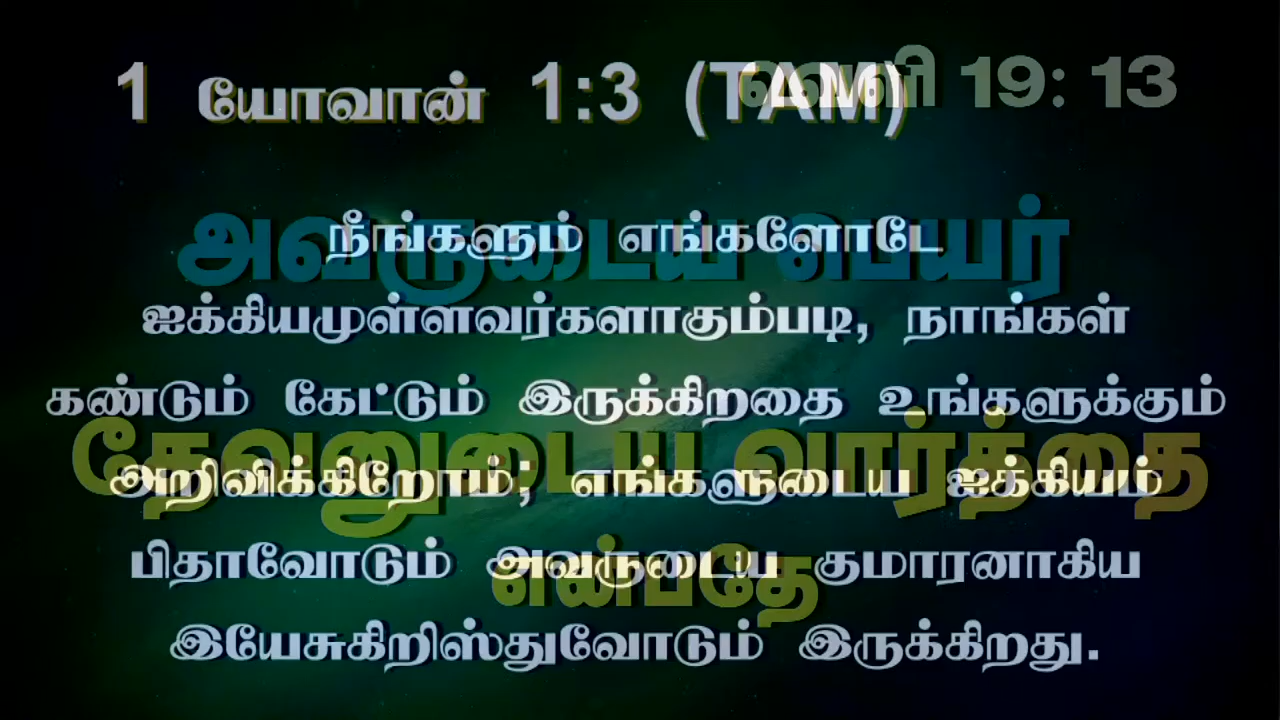 1 யோவான் 1:3 (TAM)
வெளி 19: 13
நீங்களும் எங்களோடே
அவருடைய பெயர்
ஐக்கியமுள்ளவர்களாகும்படி, நாங்கள்
கண்டும் கேட்டும் இருக்கிறதை உங்களுக்கும்
தேவனுடைய வார்த்தை
அறிவிக்கிறோம்; எங்களுடைய ஐக்கியம்
பிதாவோடும் அவருடைய குமாரனாகிய
என்பதே
இயேசுகிறிஸ்துவோடும் இருக்கிறது.